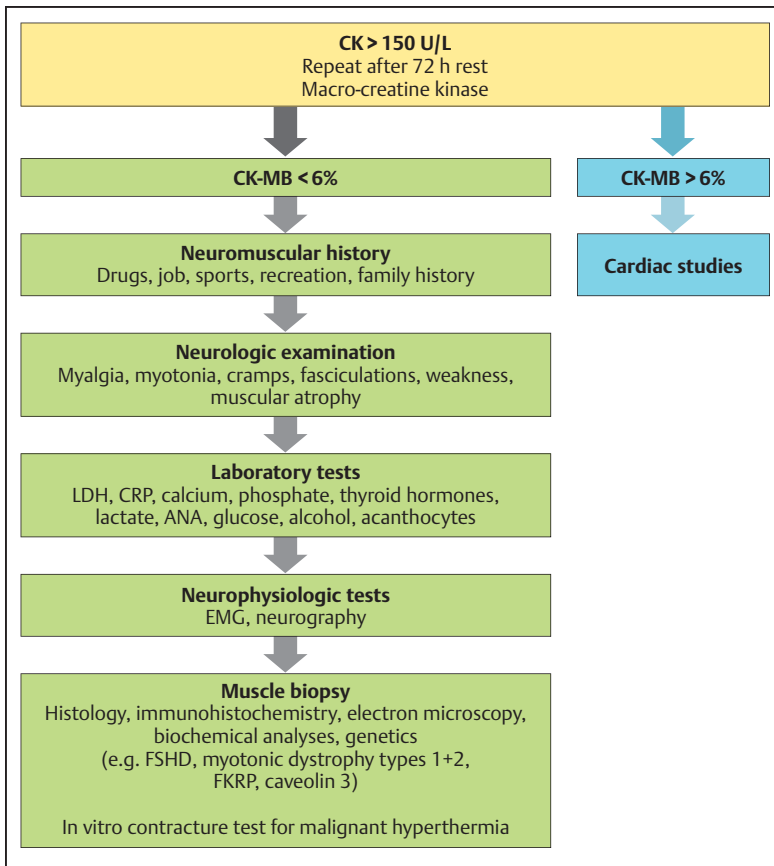 CK > 150 U/L
Repeat after 72 h rest
Macro-creatine kinase
CK-MB < 6%
CK-MB > 6%
Neuromuscular history
Drugs, job, sports, recreation, family history
Cardiac studies
Neurologic examination
Myalgia, myotonia, cramps, fasciculations, weakness,
muscular atrophy
Laboratory tests
LDH, CRP, calcium, phosphate, thyroid hormones,
lactate, ANA, glucose, alcohol, acanthocytes
Neurophysiologic tests
EMG, neurography
Muscle biopsy
Histology, immunohistochemistry, electron microscopy,
biochemical analyses, genetics
(e.g. FSHD, myotonic dystrophy types 1+2,
FKRP, caveolin 3)
In vitro contracture test for malignant hyperthermia